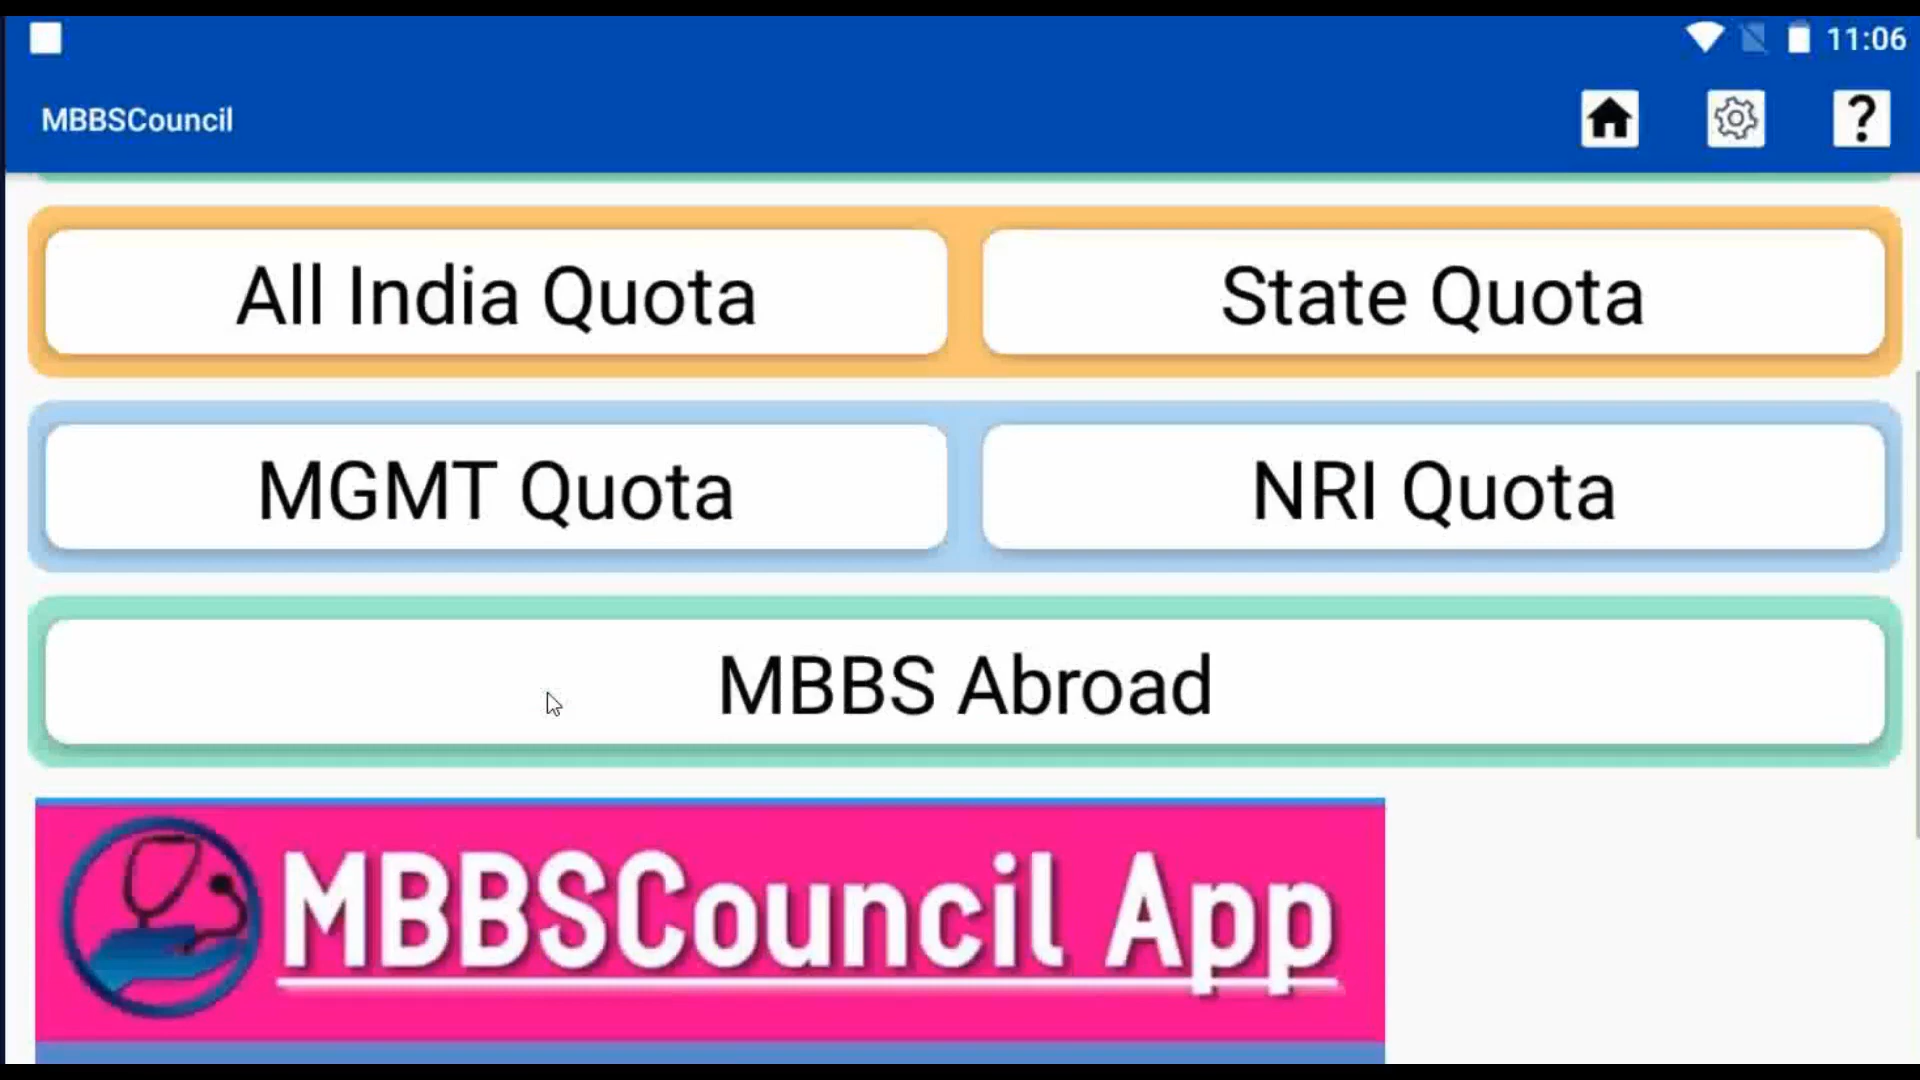 11:06
MBBSCouncil
?
All India Quota
State Quota
MGMT Quota
NRI Quota
MBBS Abroad
MBBSCouncil App